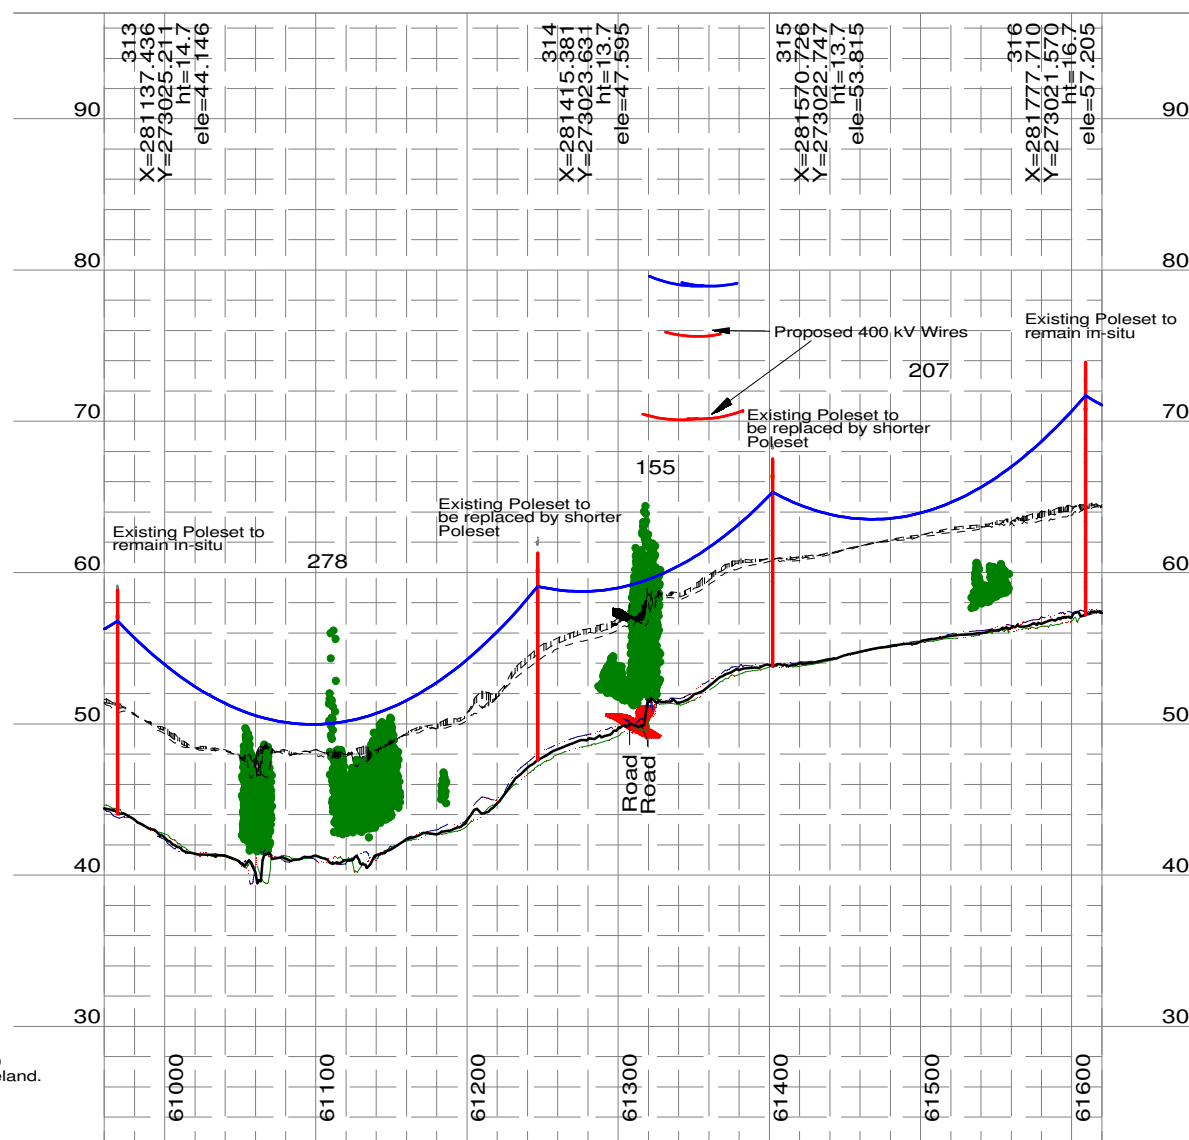 313
X=281137.436
Y=273025.211
ht=14.7
ele=44.146
314
X=281415.381
Y=273023.631
ht=13.7
ele=47.595
315
X=281570.726
Y=273022.747
ht=13.7
ele=53.815
316
X=281777.710
Y=273021.570
ht=16.7
ele=57.205
90
90
80
80
Existing Poleset to
remain in-situ
Proposed 400 kV Wires
207
70
70
Existing Poleset to
be replaced by shorter
Poleset
155
Existing Poleset to
be replaced by shorter
Poleset
Existing Poleset to
remain in-situ
278
60
60
50
50
Road
Road
40
40
30
30
eland.
61000
61100
61200
61300
61400
61500
61600